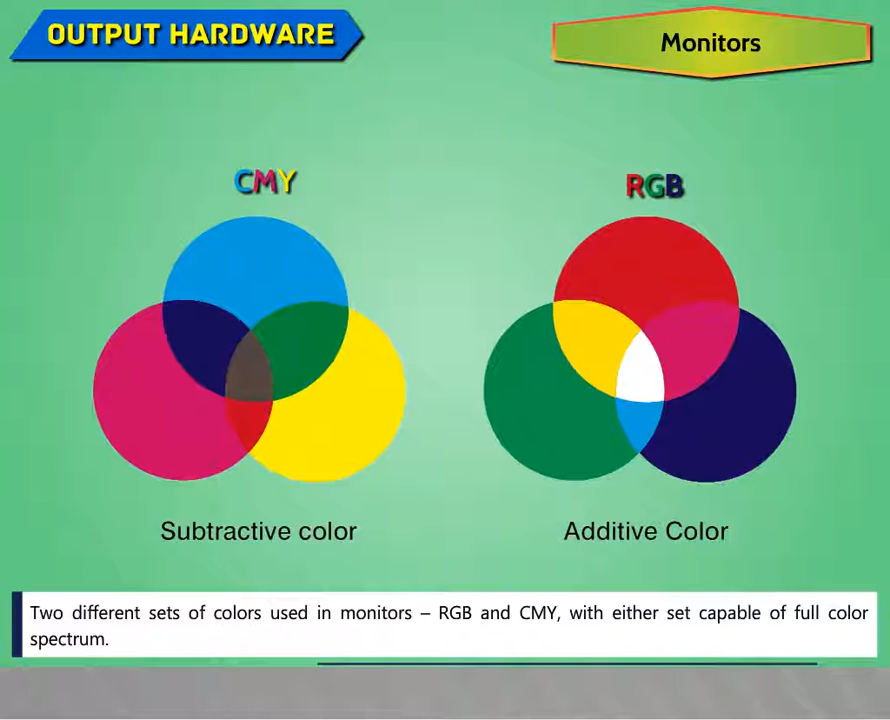 OUTPUT HARDWARE
Monitors
CMY
RGB
Subtractive color
Additive Color
Two different sets of colors used in monitors – RGB and CMY, with either set capable of full color
spectrum.